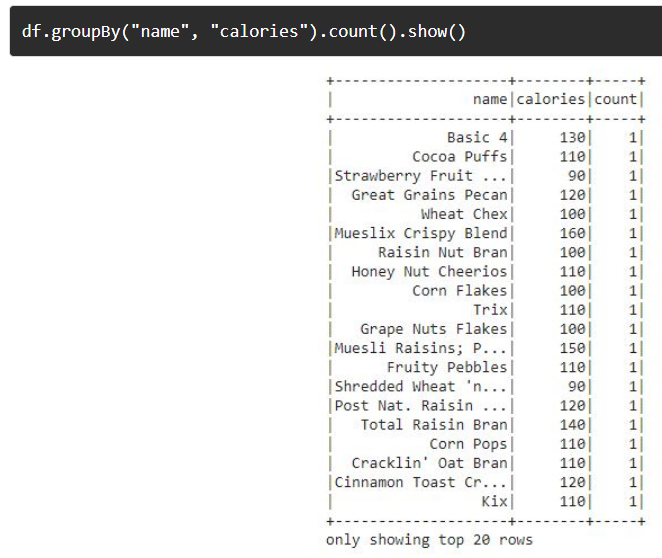 df.groupBy("name", "calories").count().show()
+--------------------+--------+-----+
|                name|calories|count|
+--------------------+--------+-----+
|             Basic 4|     130|    1|
|         Cocoa Puffs|     110|    1|
|Strawberry Fruit ...|      90|    1|
|  Great Grains Pecan|     120|    1|
|          Wheat Chex|     100|    1|
|Mueslix Crispy Blend|     160|    1|
|     Raisin Nut Bran|     100|    1|
|  Honey Nut Cheerios|     110|    1|
|         Corn Flakes|     100|    1|
|                Trix|     110|    1|
|   Grape Nuts Flakes|     100|    1|
|Muesli Raisins; P...|     150|    1|
|      Fruity Pebbles|     110|    1|
|Shredded Wheat 'n...|      90|    1|
|Post Nat. Raisin ...|     120|    1|
|   Total Raisin Bran|     140|    1|
|           Corn Pops|     110|    1|
|  Cracklin' Oat Bran|     110|    1|
|Cinnamon Toast Cr...|     120|    1|
|                 Kix|     110|    1|
+--------------------+--------+-----+
only showing top 20 rows